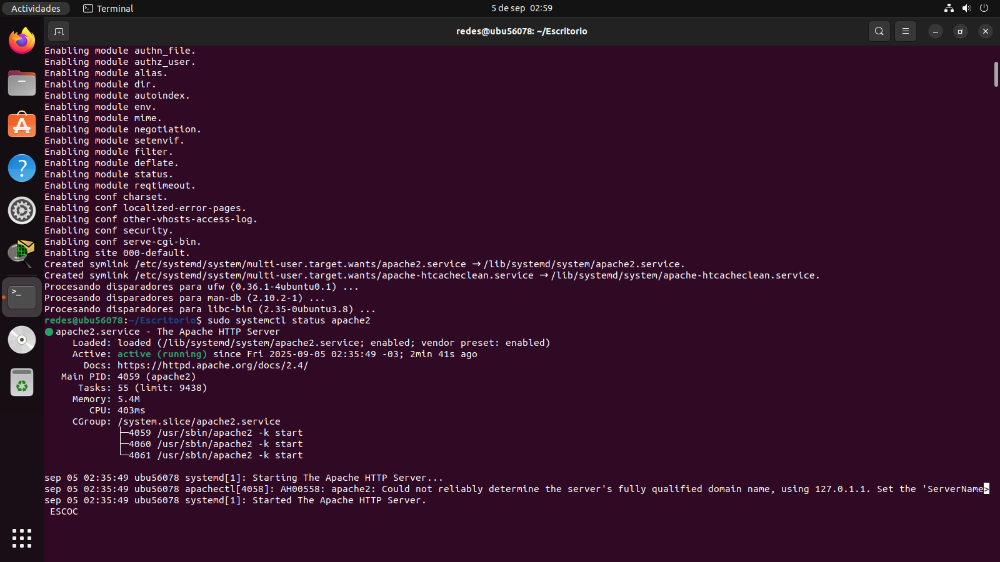 Actividades
Terminal
5 de sep 02:59
redes@ubu56078: ~/Escritorio
Enabling module authn_file.
Enabling module authz_user.
Enabling module alias.
Enabling module dir.
Enabling module autoindex.
Enabling module env.
Enabling module mime.
Enabling module negotiation.
Enabling module setenvif.
Enabling module filter.
Enabling module deflate.
Enabling module status.
Enabling module reqtimeout.
Enabling conf charset.
Enabling conf localized-error-pages.
Enabling conf other-vhosts-access-log.
Enabling conf security.
Enabling conf serve-cgi-bin.
Enabling site 000-default.
Created symlink /etc/systemd/system/multi-user.target.wants/apache2.service → /lib/systemd/system/apache2.service.
Created symlink /etc/systemd/system/multi-user.target.wants/apache-htcacheclean.service → /lib/systemd/system/apache-htcacheclean.service.
Procesando disparadores para ufw (0.36.1-4ubuntu0.1) ...
Procesando disparadores para man-db (2.10.2-1) ...
Procesando disparadores para libc-bin (2.35-0ubuntu3.8) ...
redes@ubu56078:~/Escritorio$ sudo systemctl status apache2
● apache2.service - The Apache HTTP Server
Loaded: loaded (/lib/systemd/system/apache2.service; enabled; vendor preset: enabled)
Active: active (running) since Fri 2025-09-05 02:35:49 -03; 2min 41s ago
Docs: https://httpd.apache.org/docs/2.4/
Main PID: 4059 (apache2)
Tasks: 55 (limit: 9438)
Memory: 5.4M
CPU: 403ms
CGroup: /system.slice/apache2.service
├─4059 /usr/sbin/apache2 -k start
├─4060 /usr/sbin/apache2 -k start
└─4061 /usr/sbin/apache2 -k start
sep 05 02:35:49 ubu56078 systemd[1]: Starting The Apache HTTP Server...
sep 05 02:35:49 ubu56078 apachectl[4058]: AH00558: apache2: Could not reliably determine the server's fully qualified domain name, using 127.0.1.1. Set the 'ServerName>
sep 05 02:35:49 ubu56078 systemd[1]: Started The Apache HTTP Server.
ESCOC